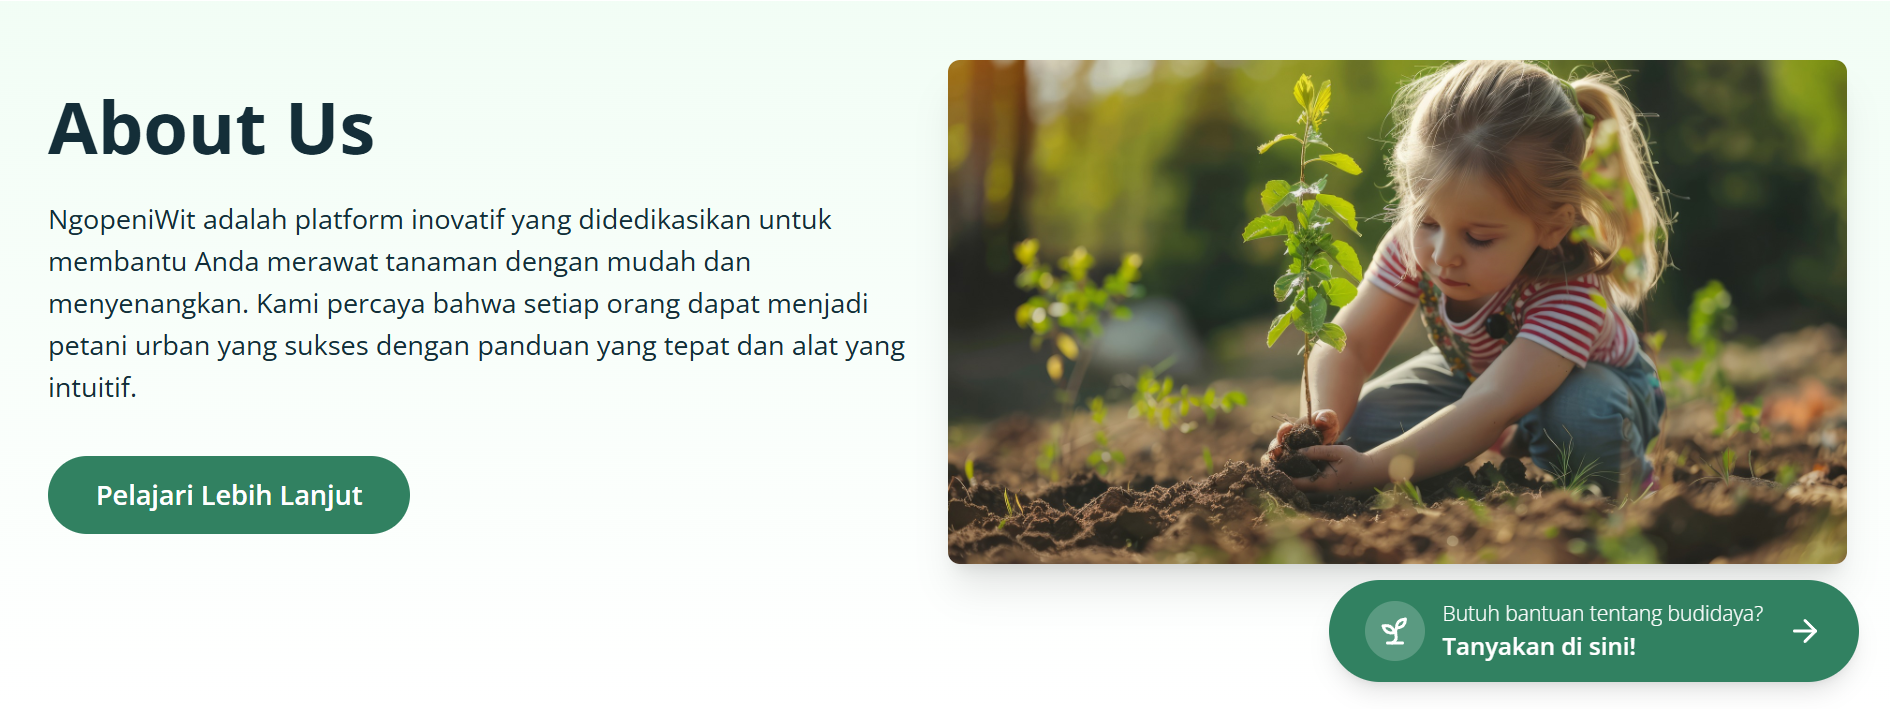 About Us
NgopeniWit adalah platform inovatif yang didedikasikan untuk
membantu Anda merawat tanaman dengan mudah dan
menyenangkan. Kami percaya bahwa setiap orang dapat menjadi
petani urban yang sukses dengan panduan yang tepat dan alat yang
intuitif.
Pelajari Lebih Lanjut
Butuh bantuan tentang budidaya?
Tanyakan di sini!